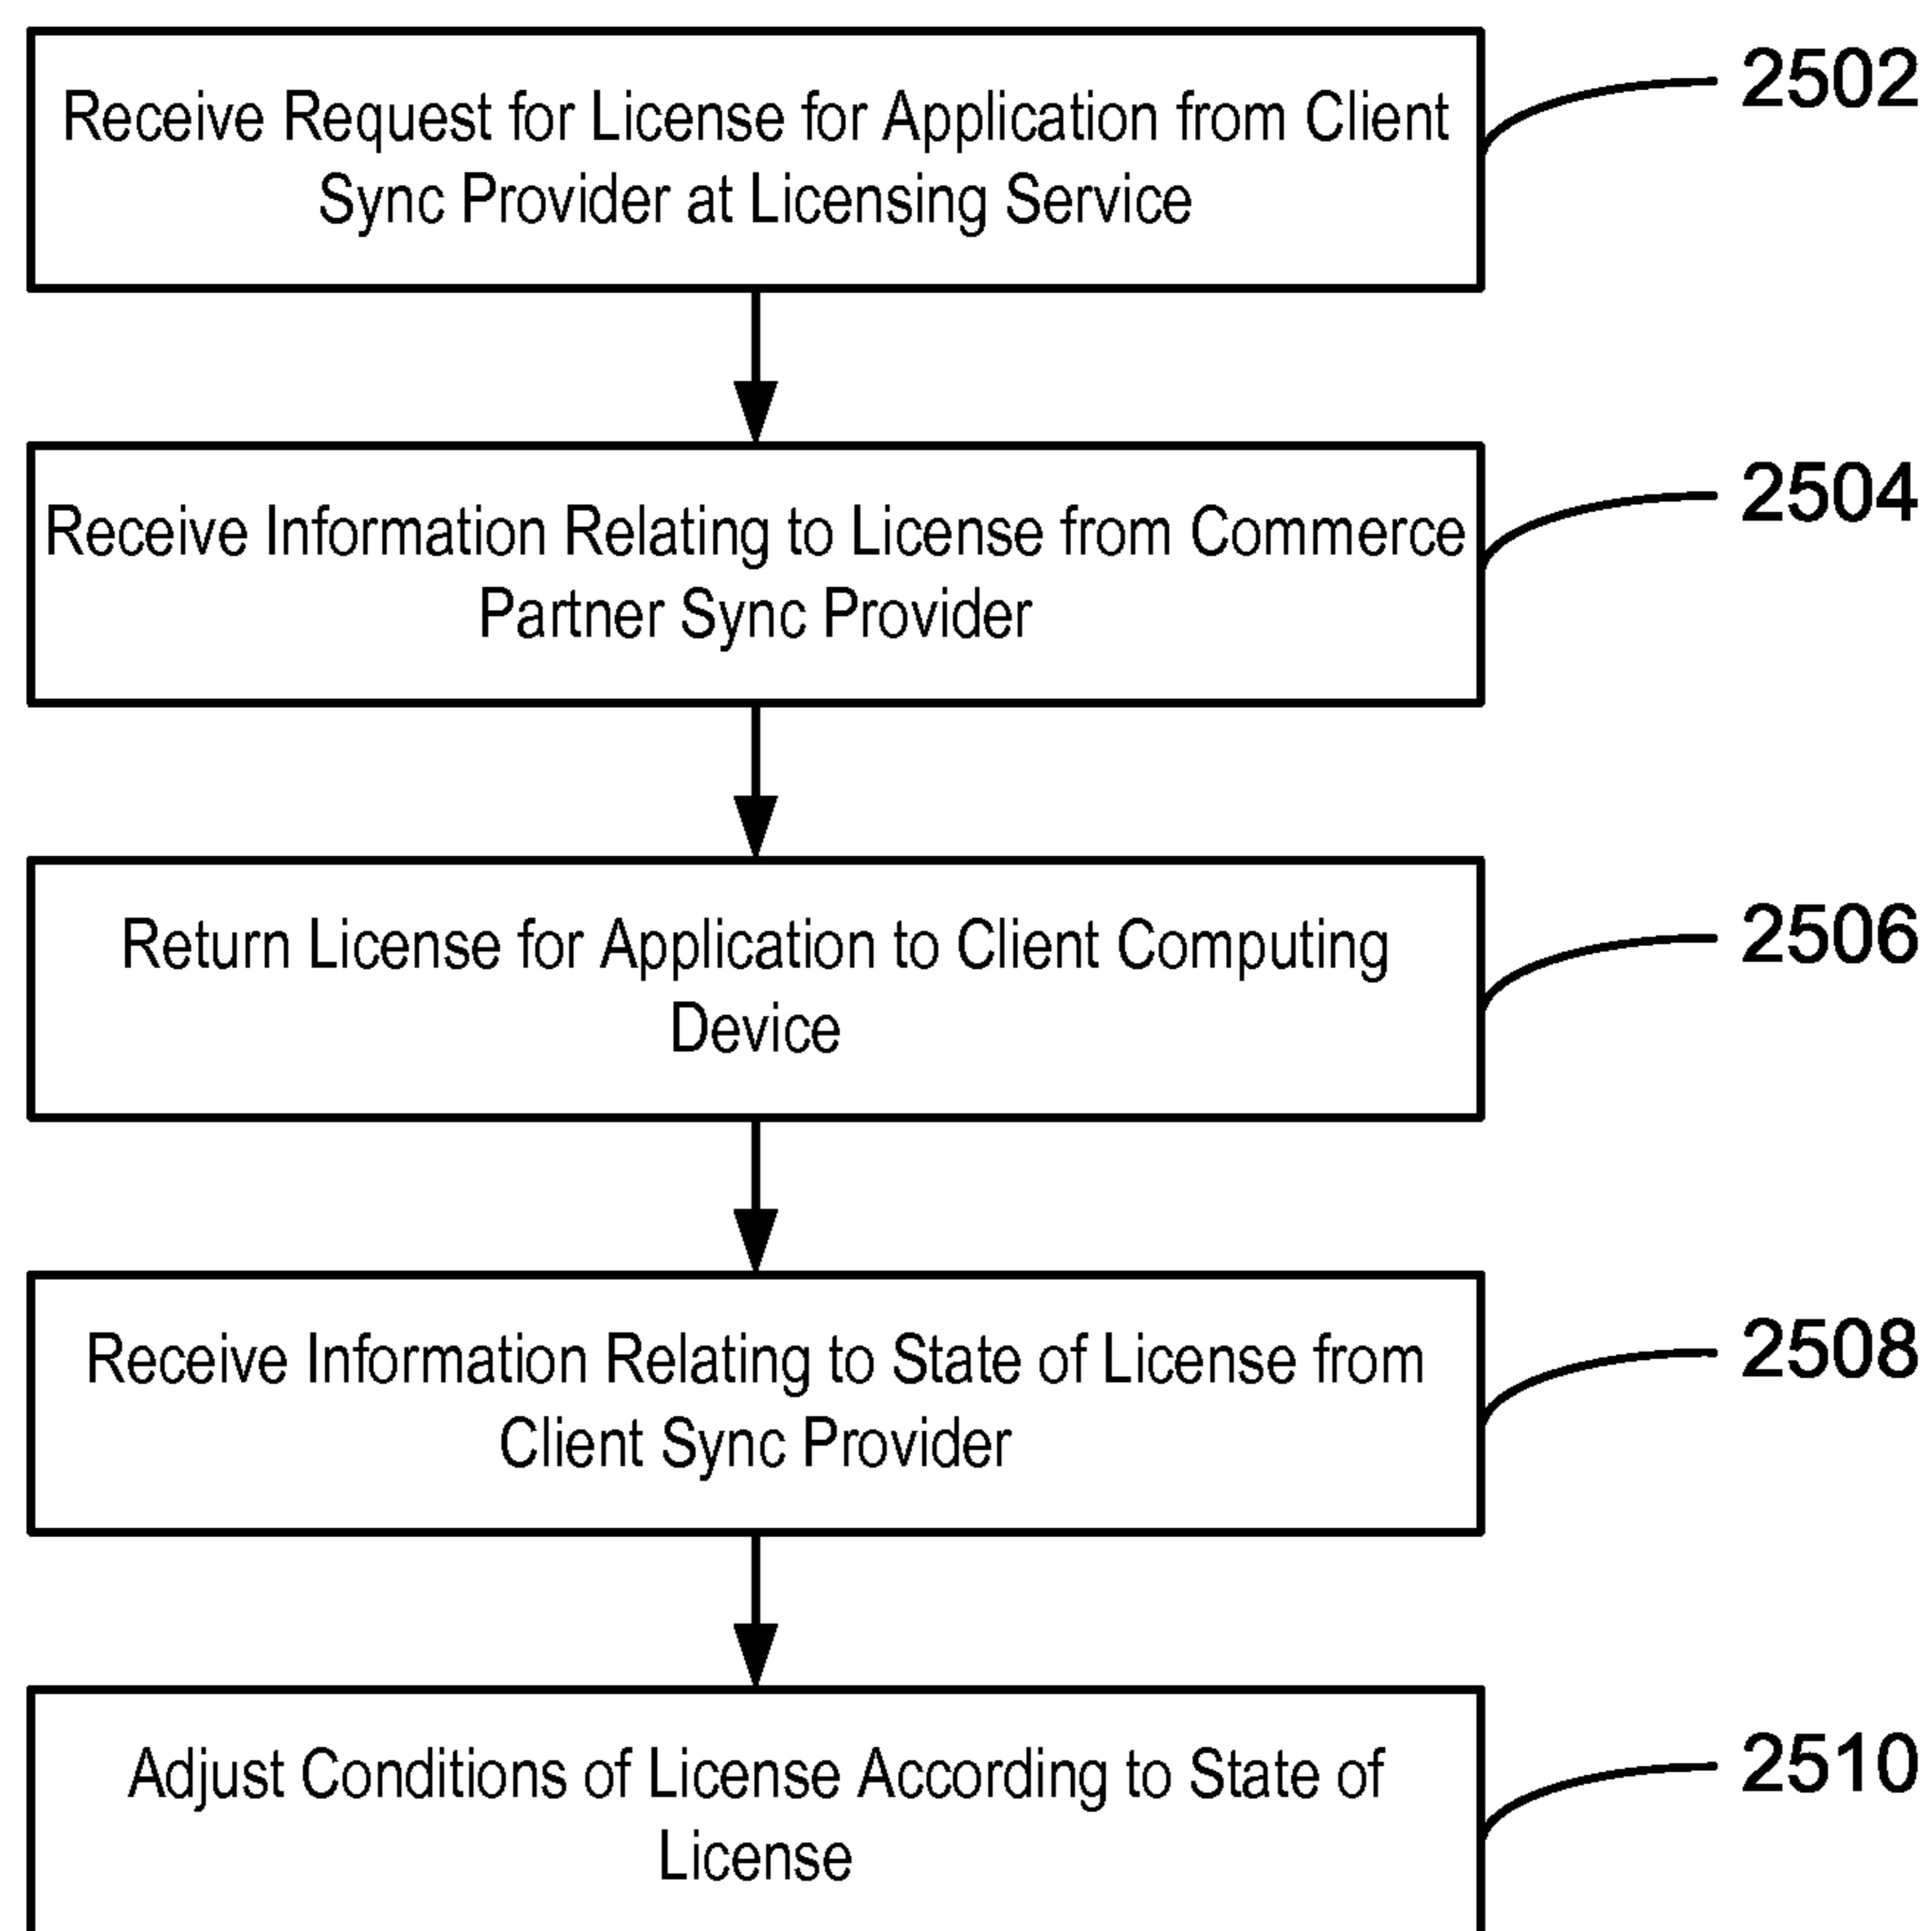 Receive Request for License for Application from Client
Sync Provider at Licensing Service
2502
Receive Information Relating to License from Commerce
Partner Sync Provider
2504
Return License for Application to Client Computing
Device
2506
Receive Information Relating to State of License from
Client Sync Provider
2508
Adjust Conditions of License According to State of
License
2510